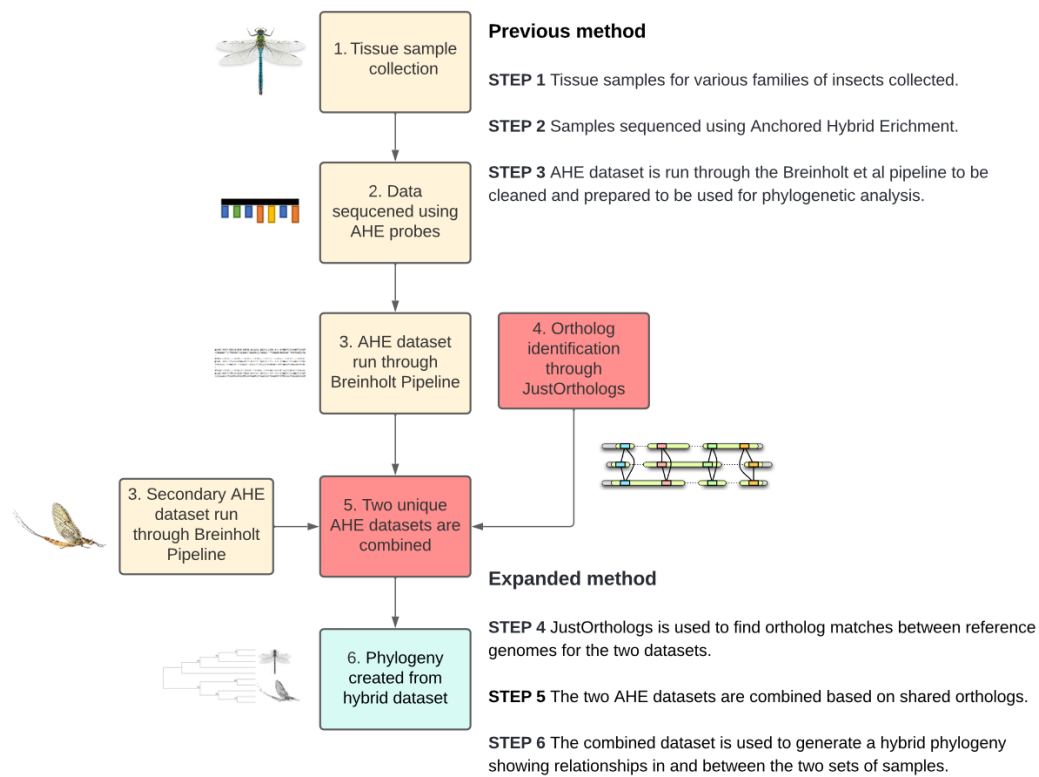 1. Tissue sample
collection
Previous method
STEP 1 Tissue samples for various families of insects collected.
STEP 2 Samples sequenced using Anchored Hybrid Erichment.
STEP 3 AHE dataset is run through the Breinholt et al pipeline to be
cleaned and prepared to be used for phylogenetic analysis.
2. Data
sequcened using
AHE probes
3. AHE dataset
run through
Breinholt Pipeline
4. Ortholog
identification
through
JustOrthologs
3. Secondary AHE
dataset run
through Breinholt
Pipeline
5. Two unique
AHE datasets are
combined
6. Phylogeny
created from
hybrid dataset
Expanded method
STEP 4 JustOrthologs is used to find ortholog matches between reference
genomes for the two datasets.
STEP 5 The two AHE datasets are combined based on shared orthologs.
STEP 6 The combined dataset is used to generate a hybrid phylogeny
showing relationships in and between the two sets of samples.